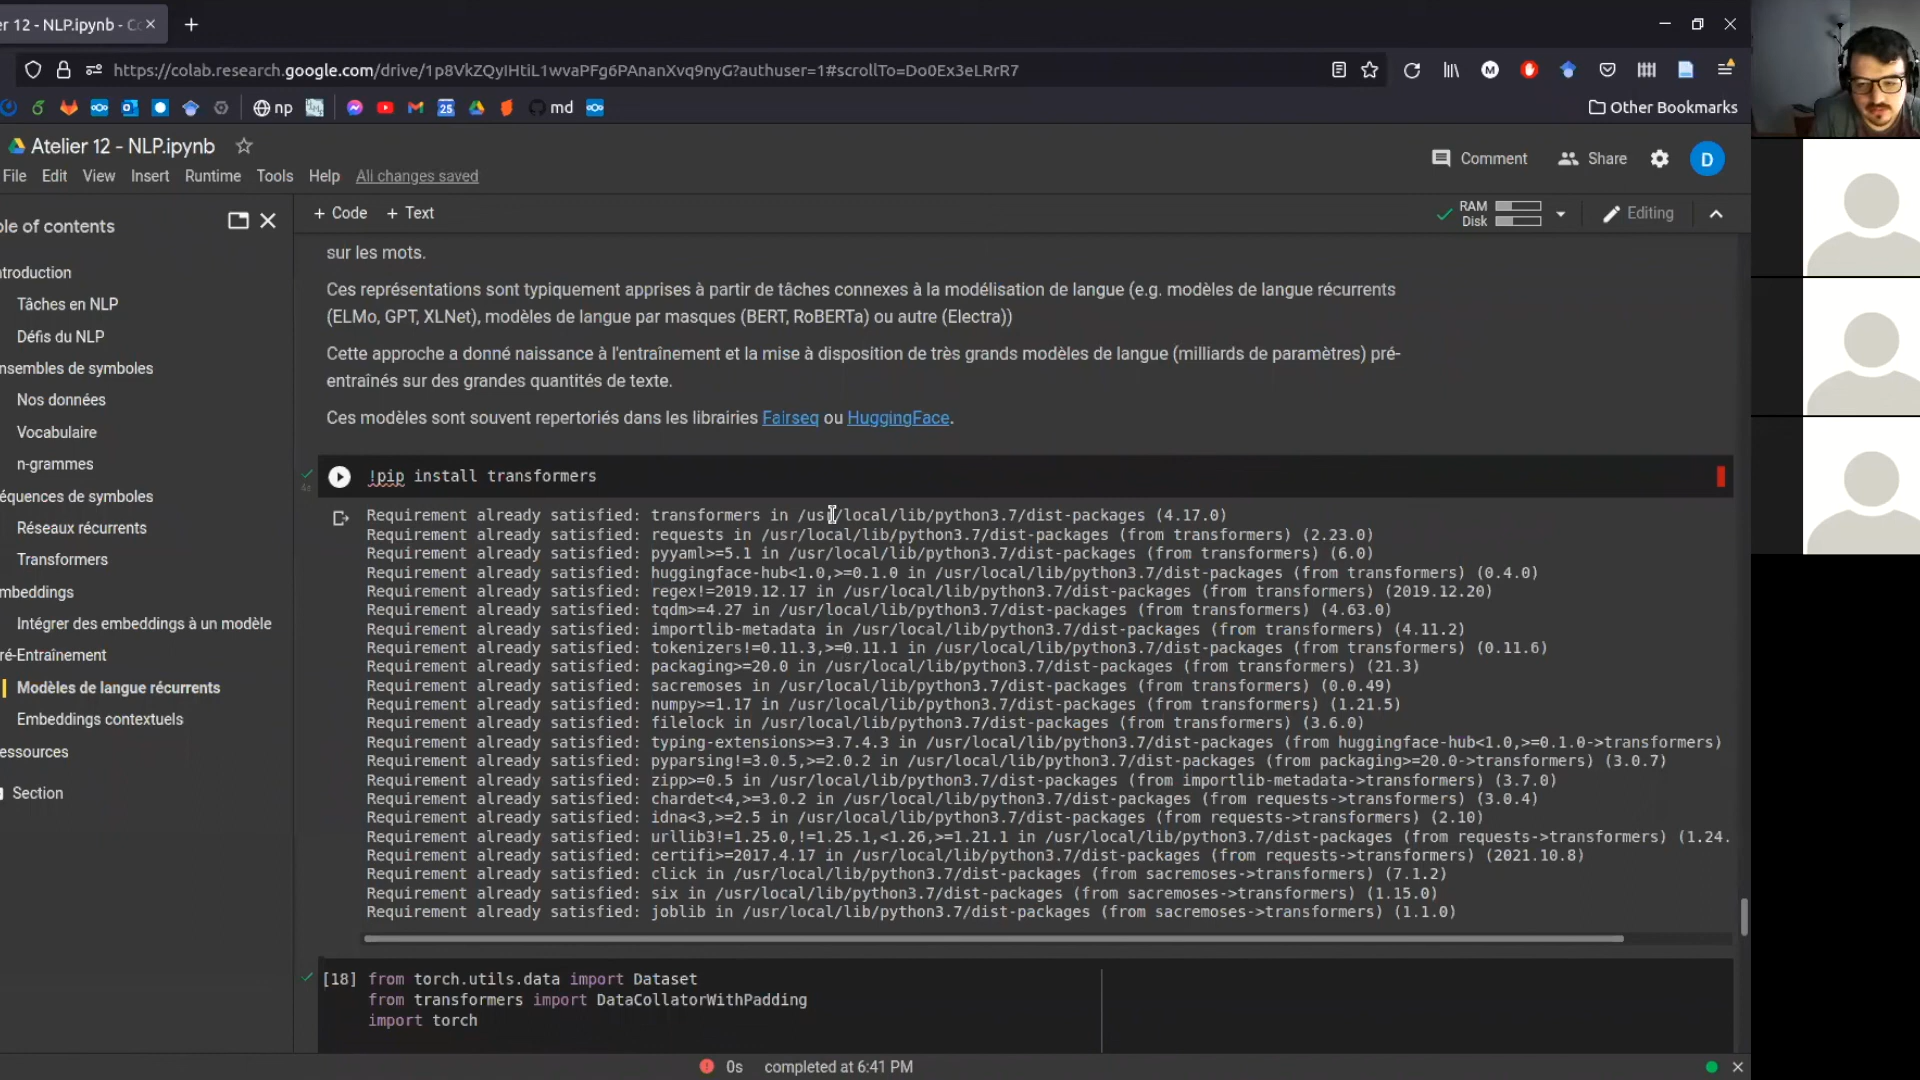 er 12 - NLP.ipynb - Co
https://colab.research.google.com/drive/1p8VkZQyIHtiL1wvaPFg6PAnanXvq9nyG?authuser=1#scrollTo=Do0Ex3eLRrR7
np
25
md
Other Bookmarks
Atelier 12 - NLP.ipynb
Comment
Share
D
File Edit View Insert Runtime Tools Help All changes saved
ble of contents
+ Code + Text
RAM
Disk
Editing
ntroduction
Tâches en NLP
Défis du NLP
nsembles de symboles
Nos données
Vocabulaire
n-grammes
équences de symboles
Réseaux récurrents
Transformers
mbeddings
Intégrer des embeddings à un modèle
ré-Entraînement
Modèles de langue récurrents
Embeddings contextuels
essources
Section
sur les mots.
Ces représentations sont typiquement apprises à partir de tâches connexes à la modélisation de langue (e.g. modèles de langue récurrents
(ELMo, GPT, XLNet), modèles de langue par masques (BERT, RoBERTa) ou autre (Electra))
Cette approche a donné naissance à l'entraînement et la mise à disposition de très grands modèles de langue (milliards de paramètres) pré-
entraînés sur des grandes quantités de texte.
Ces modèles sont souvent repertoriés dans les librairies Fairseq ou HuggingFace.
!pip install transformers
Requirement already satisfied: transformers in /usr/local/lib/python3.7/dist-packages (4.17.0)
Requirement already satisfied: requests in /usr/local/lib/python3.7/dist-packages (from transformers) (2.23.0)
Requirement already satisfied: pyyaml>=5.1 in /usr/local/lib/python3.7/dist-packages (from transformers) (6.0)
Requirement already satisfied: huggingface-hub<1.0,>=0.1.0 in /usr/local/lib/python3.7/dist-packages (from transformers) (0.4.0)
Requirement already satisfied: regex!=2019.12.17 in /usr/local/lib/python3.7/dist-packages (from transformers) (2019.12.20)
Requirement already satisfied: tqdm>=4.27 in /usr/local/lib/python3.7/dist-packages (from transformers) (4.63.0)
Requirement already satisfied: importlib-metadata in /usr/local/lib/python3.7/dist-packages (from transformers) (4.11.2)
Requirement already satisfied: tokenizers!=0.11.3,>=0.11.1 in /usr/local/lib/python3.7/dist-packages (from transformers) (0.11.6)
Requirement already satisfied: packaging>=20.0 in /usr/local/lib/python3.7/dist-packages (from transformers) (21.3)
Requirement already satisfied: sacremoses in /usr/local/lib/python3.7/dist-packages (from transformers) (0.0.49)
Requirement already satisfied: numpy>=1.17 in /usr/local/lib/python3.7/dist-packages (from transformers) (1.21.5)
Requirement already satisfied: filelock in /usr/local/lib/python3.7/dist-packages (from transformers) (3.6.0)
Requirement already satisfied: typing-extensions>=3.7.4.3 in /usr/local/lib/python3.7/dist-packages (from huggingface-hub<1.0,>=0.1.0->transformers)
Requirement already satisfied: pyparsing!=3.0.5,>=2.0.2 in /usr/local/lib/python3.7/dist-packages (from packaging>=20.0->transformers) (3.0.7)
Requirement already satisfied: zipp>=0.5 in /usr/local/lib/python3.7/dist-packages (from importlib-metadata->transformers) (3.7.0)
Requirement already satisfied: chardet<4,>=3.0.2 in /usr/local/lib/python3.7/dist-packages (from requests->transformers) (3.0.4)
Requirement already satisfied: idna<3,>=2.5 in /usr/local/lib/python3.7/dist-packages (from requests->transformers) (2.10)
Requirement already satisfied: urllib3!=1.25.0,!=1.25.1,<1.26,>=1.21.1 in /usr/local/lib/python3.7/dist-packages (from requests->transformers) (1.24.
Requirement already satisfied: certifi>=2017.4.17 in /usr/local/lib/python3.7/dist-packages (from requests->transformers) (2021.10.8)
Requirement already satisfied: click in /usr/local/lib/python3.7/dist-packages (from sacremoses->transformers) (7.1.2)
Requirement already satisfied: six in /usr/local/lib/python3.7/dist-packages (from sacremoses->transformers) (1.15.0)
Requirement already satisfied: joblib in /usr/local/lib/python3.7/dist-packages (from sacremoses->transformers) (1.1.0)
[18] from torch.utils.data import Dataset
from transformers import DataCollatorWithPadding
import torch
0s completed at 6:41 PM